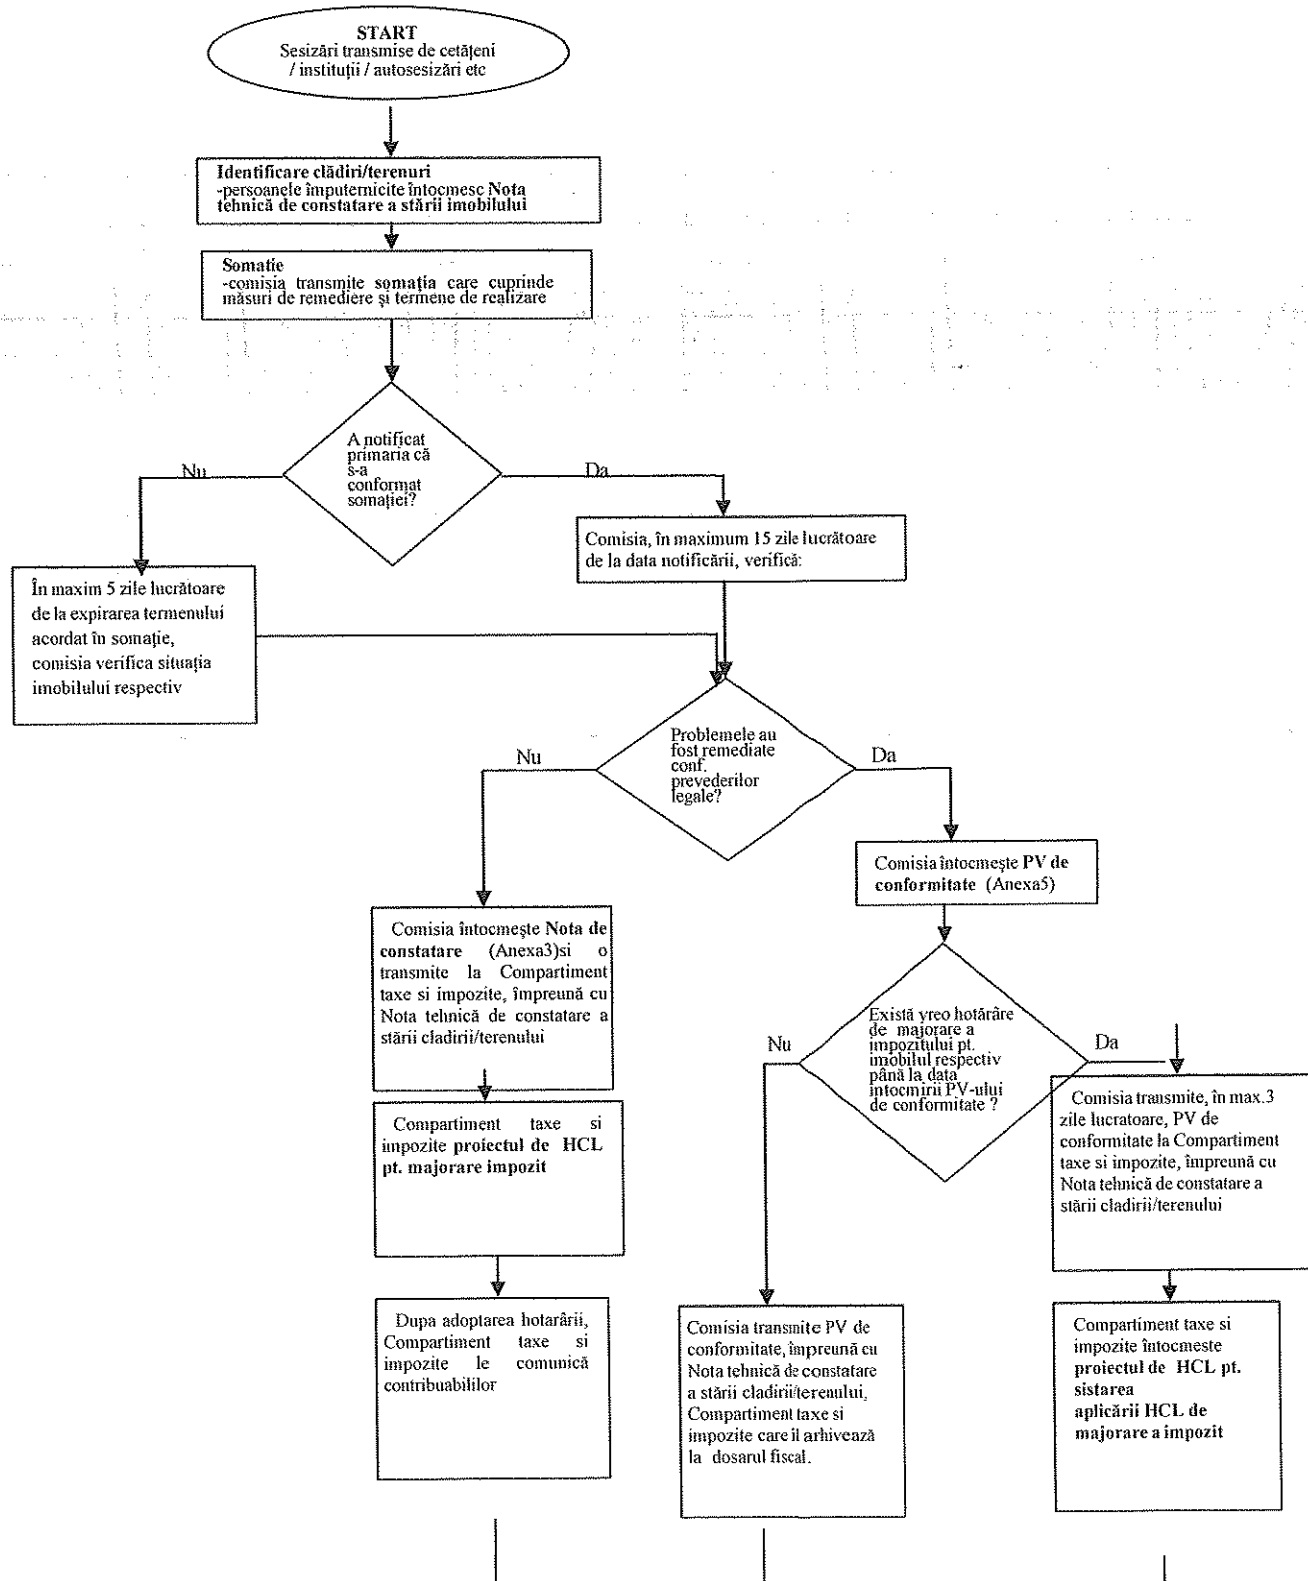 START
Sesizări transmise de cetățeni
/ instituții / autosesizări etc
Identificare clădiri/terenuri
-persoanele împuternicite întocmesc Nota
tehnică de constatare a stării imobilului
Somatie
-comisia transmite somația care cuprinde
măsuri de remediere și termene de realizare
A notificat
primaria că
s-a
conformat
somației?
Nu
Da
Comisia, în maximum 15 zile lucrătoare
de la data notificării, verifică:
În maxim 5 zile lucrătoare
de la expirarea termenului
acordat în somație,
comisia verifica situația
imobilului respectiv
Problemele au
fost remediate
conf.
prevederilor
legale?
Nu
Da
Comisia întocmește PV de
conformitate (Anexa5)
Comisia întocmește Nota de
constatare (Anexa3)si o
transmite la Compartiment
taxe si impozite, împreună cu
Nota tehnică de constatare a
stării cladirii/terenului
Există vreo hotărâre
de majorare a
impozitului pt.
imobilul respectiv
până la data
întocmirii PV-ului
de conformitate ?
Nu
Da
Comisia transmite, în max.3
zile lucratoare, PV de
conformitate la Compartiment
taxe si impozite, împreună cu
Nota tehnică de constatare a
stării cladirii/terenului
Compartiment taxe si
impozite proiectul de HCL
pt. majorare impozit
Dupa adoptarea hotarârii,
Compartiment taxe si
impozite le comunică
contribuabililor
Comisia transmite PV de
conformitate, împreună cu
Nota tehnică de constatare
a stării cladirii/terenului,
Compartiment taxe si
impozite care îl arhivează
la dosarul fiscal.
Compartiment taxe si
impozite întocmeste
proiectul de HCL pt.
sistarea
aplicării HCL de
majorare a impozit